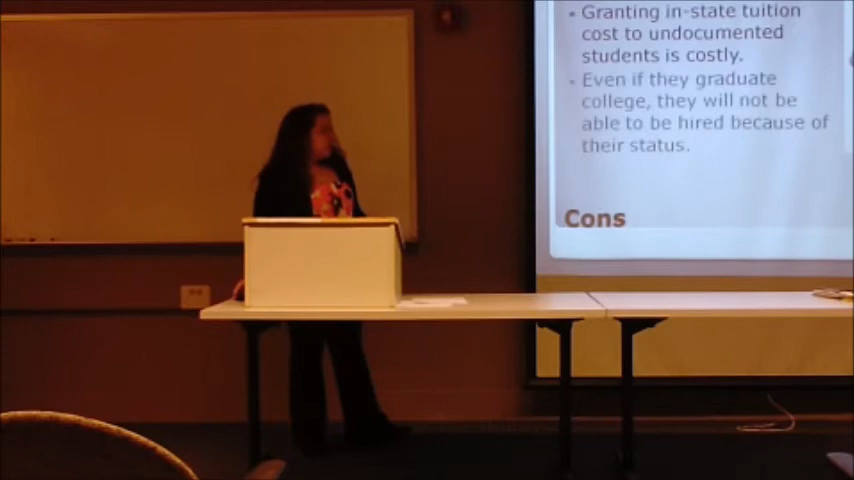 • Granting in-state tuition
cost to undocumented
students is costly.
• Even if they graduate
college, they will not be
able to be hired because of
their status.
Cons